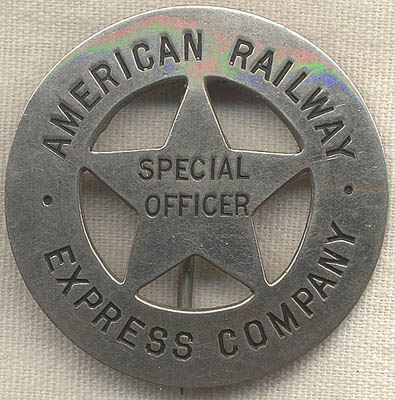 AMERICAN RAILWAY
SPECIAL
OFFICER
EXPRESS COMPANY